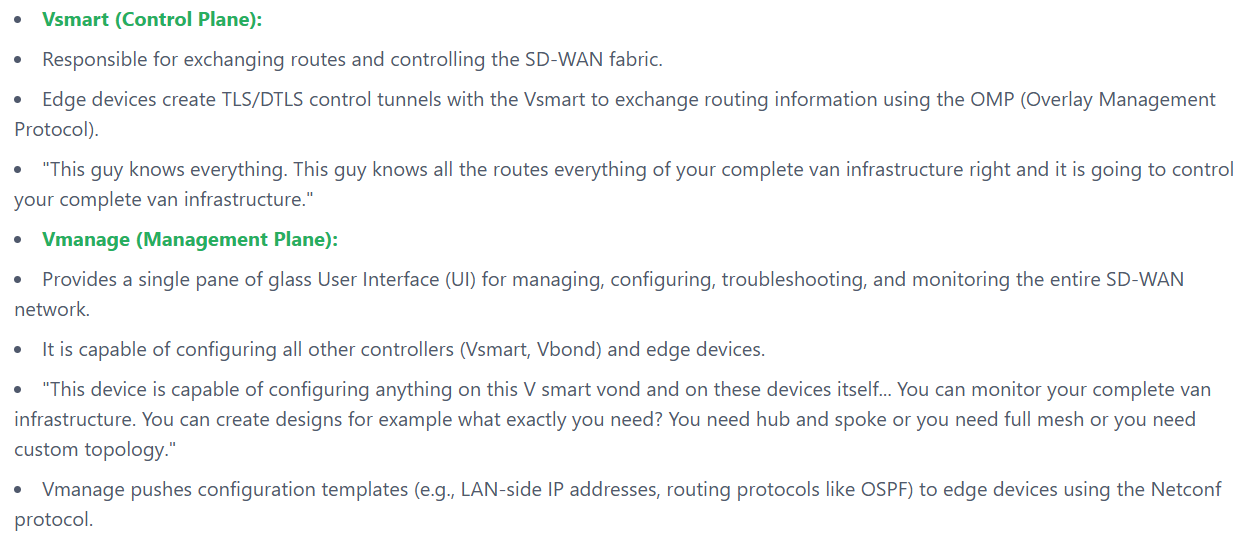 • Vsmart (Control Plane):
• Responsible for exchanging routes and controlling the SD-WAN fabric.
• Edge devices create TLS/DTLS control tunnels with the Vsmart to exchange routing information using the OMP (Overlay Management
Protocol).
• "This guy knows everything. This guy knows all the routes everything of your complete van infrastructure right and it is going to control
your complete van infrastructure."
• Vmanage (Management Plane):
• Provides a single pane of glass User Interface (UI) for managing, configuring, troubleshooting, and monitoring the entire SD-WAN
network.
• It is capable of configuring all other controllers (Vsmart, Vbond) and edge devices.
• "This device is capable of configuring anything on this V smart vond and on these devices itself... You can monitor your complete van
infrastructure. You can create designs for example what exactly you need? You need hub and spoke or you need full mesh or you need
custom topology."
• Vmanage pushes configuration templates (e.g., LAN-side IP addresses, routing protocols like OSPF) to edge devices using the Netconf
protocol.